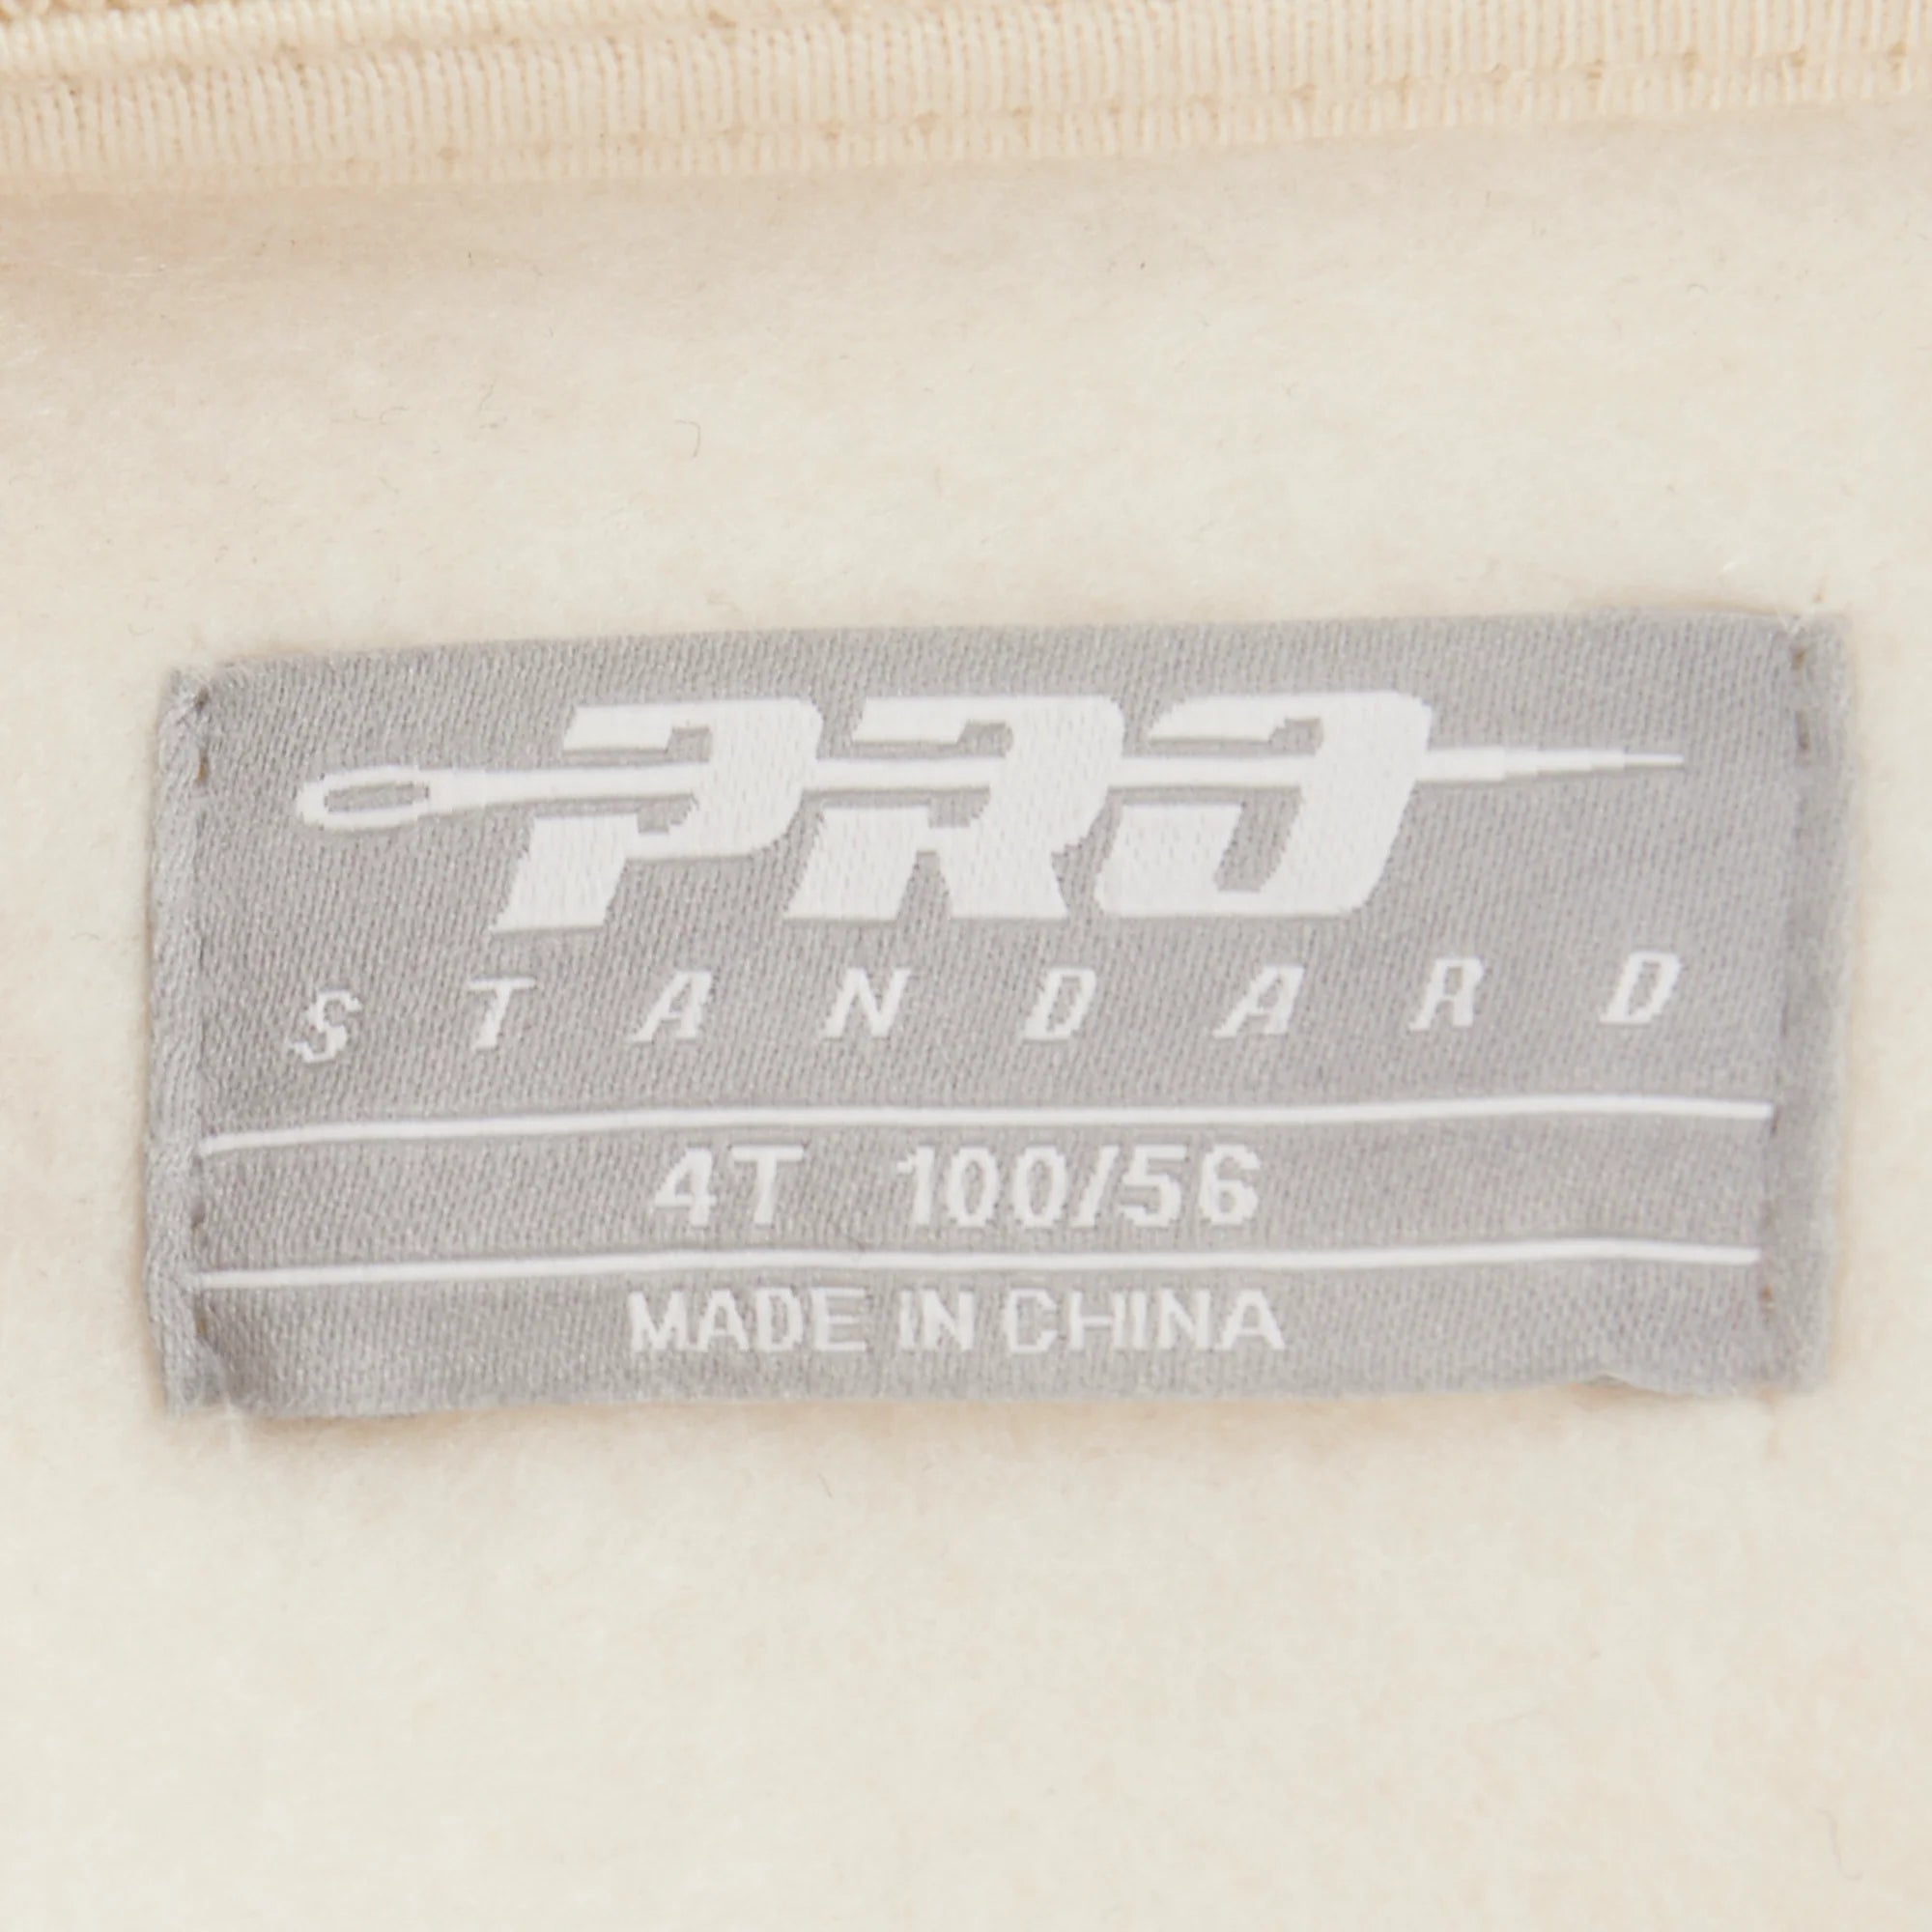 PRO
STANDARD
4T 100/56
MADE IN CHINA